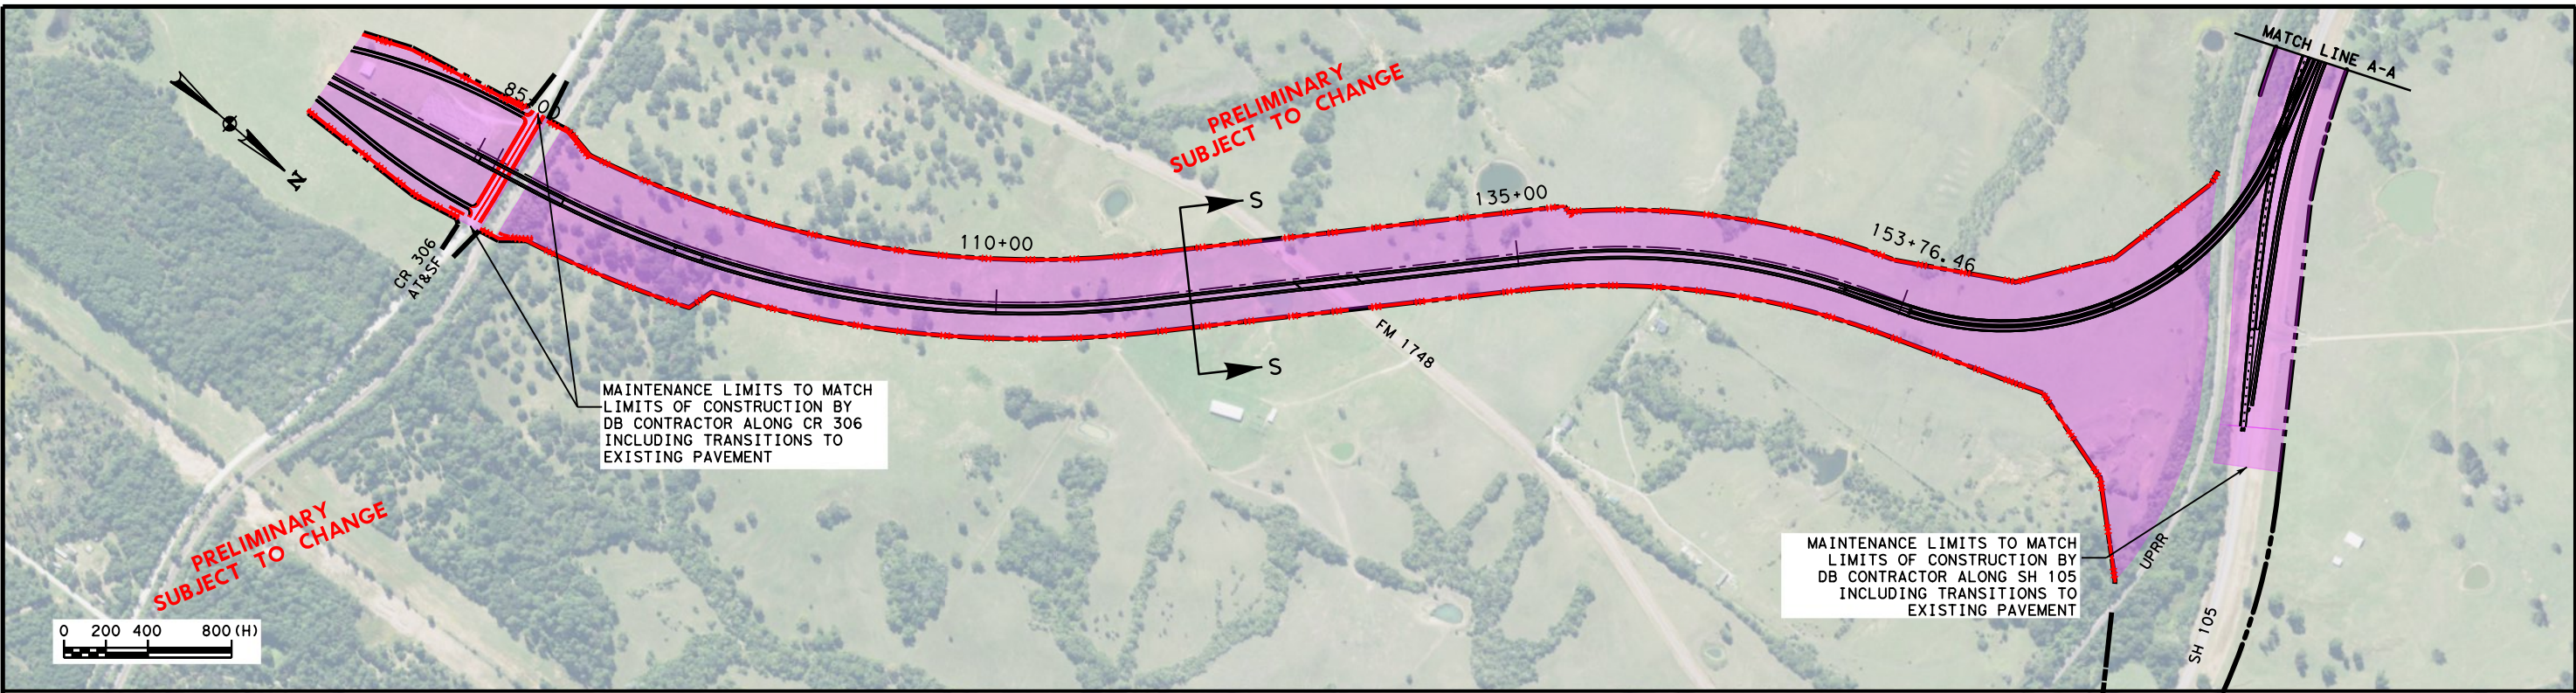 MATCH LINE A-A
PRELIMINARY
SUBJECT TO CHANGE
85+00
N
S
135+00
110+00
153+76.46
CR 306
AT&SF
FM 1748
S
MAINTENANCE LIMITS TO MATCH
LIMITS OF CONSTRUCTION BY
DB CONTRACTOR ALONG CR 306
INCLUDING TRANSITIONS TO
EXISTING PAVEMENT
PRELIMINARY
SUBJECT TO CHANGE
MAINTENANCE LIMITS TO MATCH
LIMITS OF CONSTRUCTION BY
DB CONTRACTOR ALONG SH 105
INCLUDING TRANSITIONS TO
EXISTING PAVEMENT
UPRR
SH 105
0 200 400 800 (H)